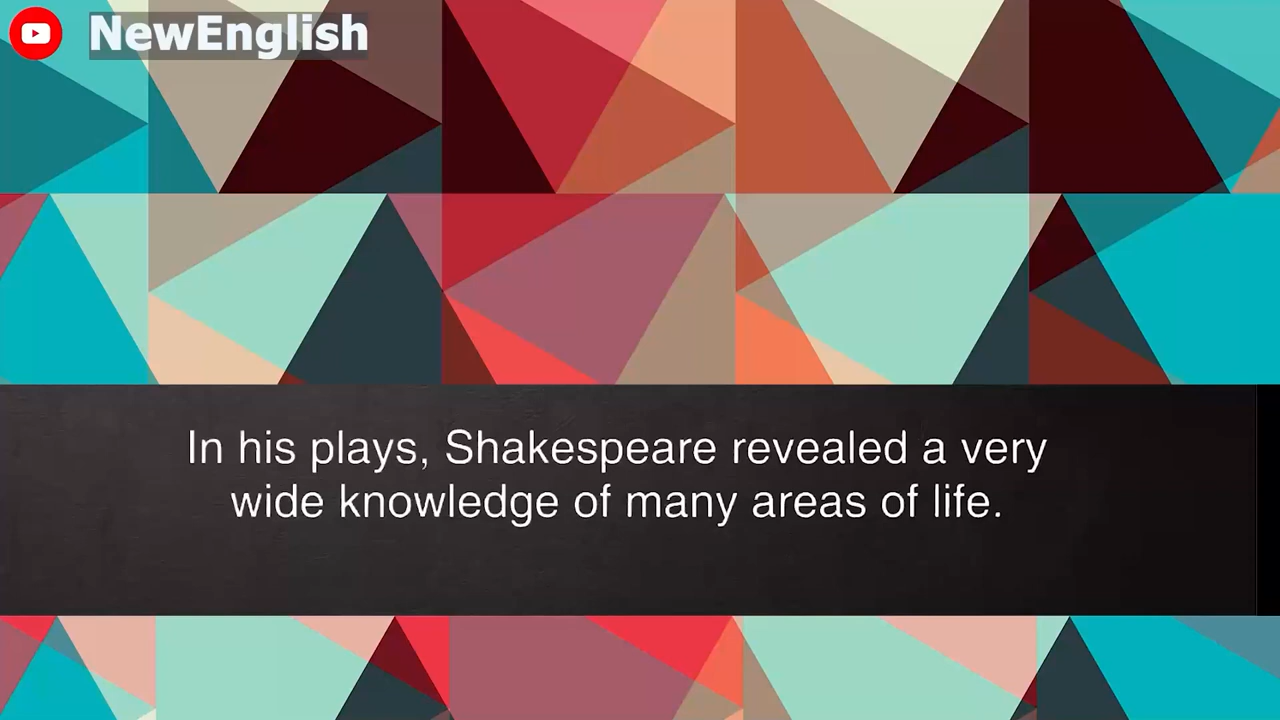 NewEnglish
In his plays, Shakespeare revealed a very
wide knowledge of many areas of life.